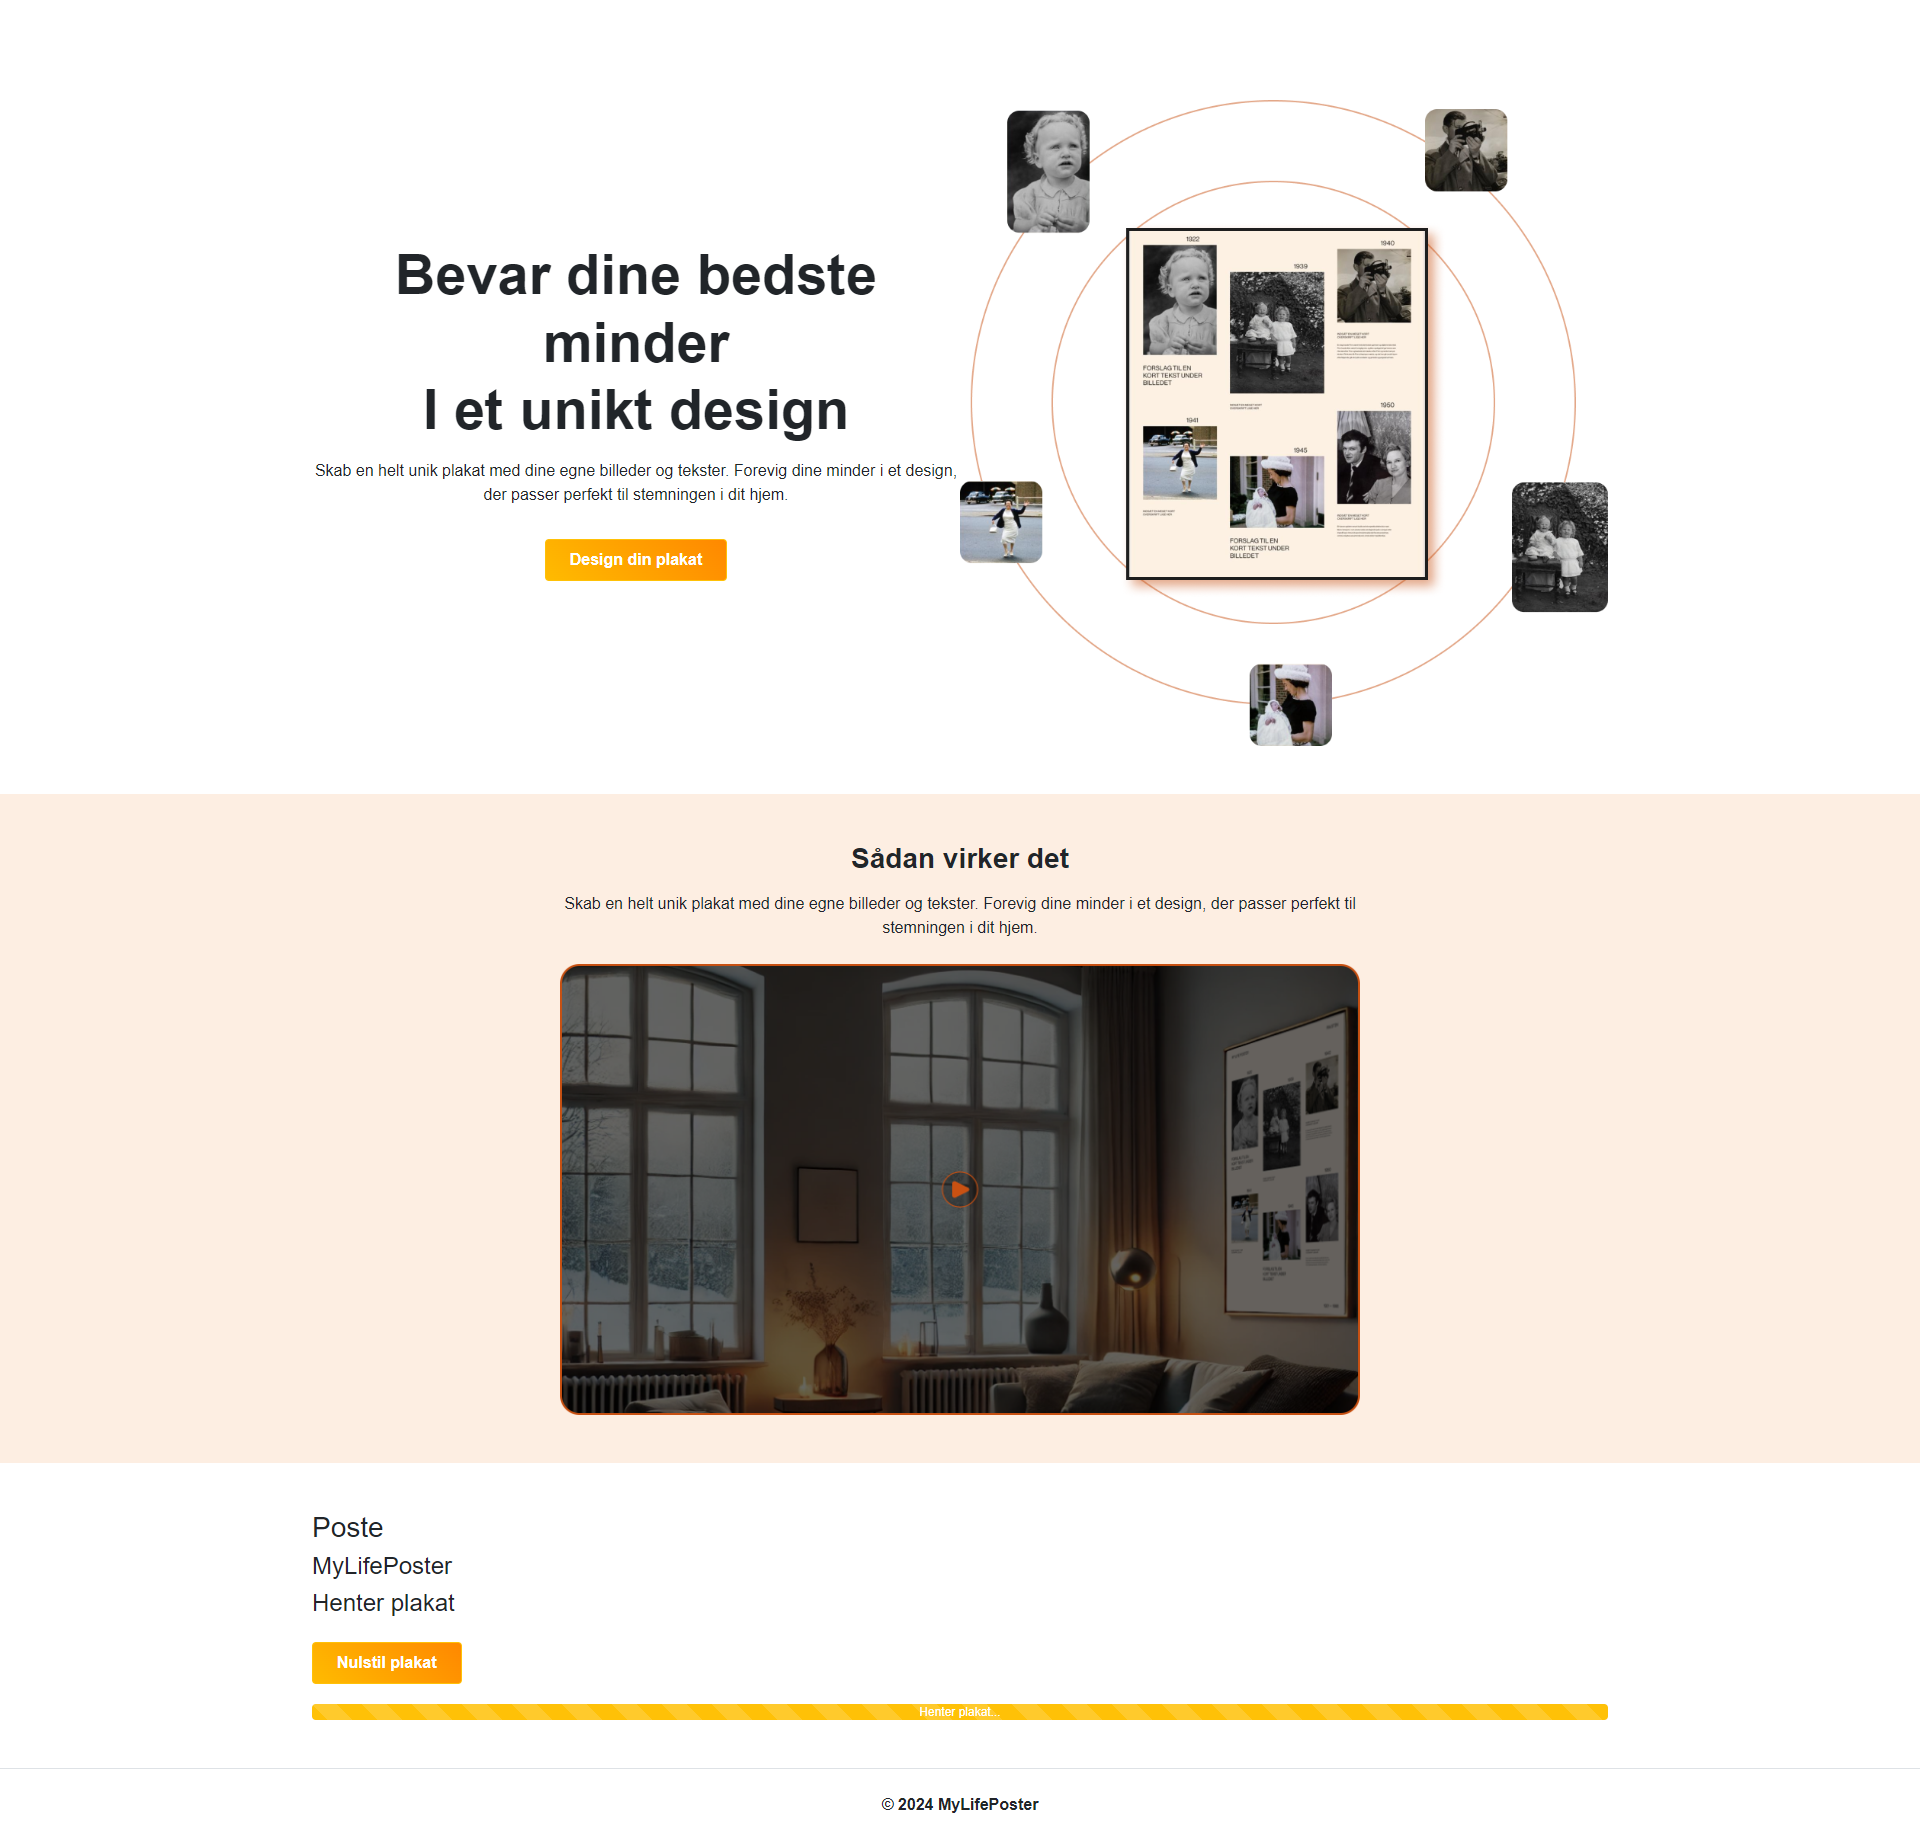 Bevar dine bedste
minder
I et unikt design
Skab en helt unik plakat med dine egne billeder og tekster. Forevig dine minder i et design,
der passer perfekt til stemningen i dit hjem.
Design din plakat
1922
FORSLAG TIL EN
KORT TEKST UNDER
BILLEDET
1939
1940
1941
1945
FORSLAG TIL EN
KORT TEKST UNDER
BILLEDET
1950
Sådan virker det
Skab en helt unik plakat med dine egne billeder og tekster. Forevig dine minder i et design, der passer perfekt til
stemningen i dit hjem.
Poste
MyLifePoster
Henter plakat
Nulstil plakat
Henter plakat...
© 2024 MyLifePoster